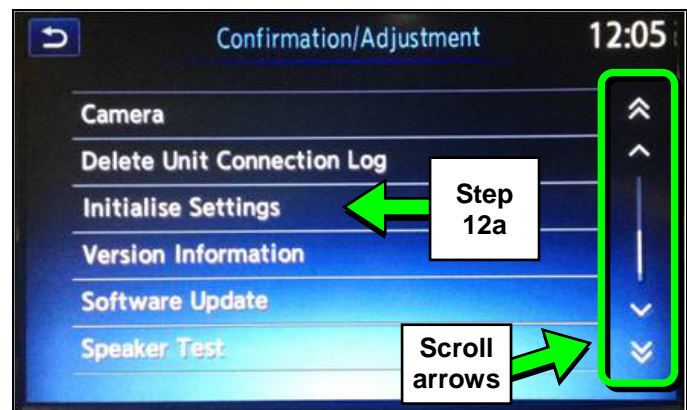 Confirmation/Adjustment 12:05
Camera
Delete Unit Connection Log
Initialise Settings
Step
12a
Version Information
Software Update
Speaker Test
Scroll
arrows